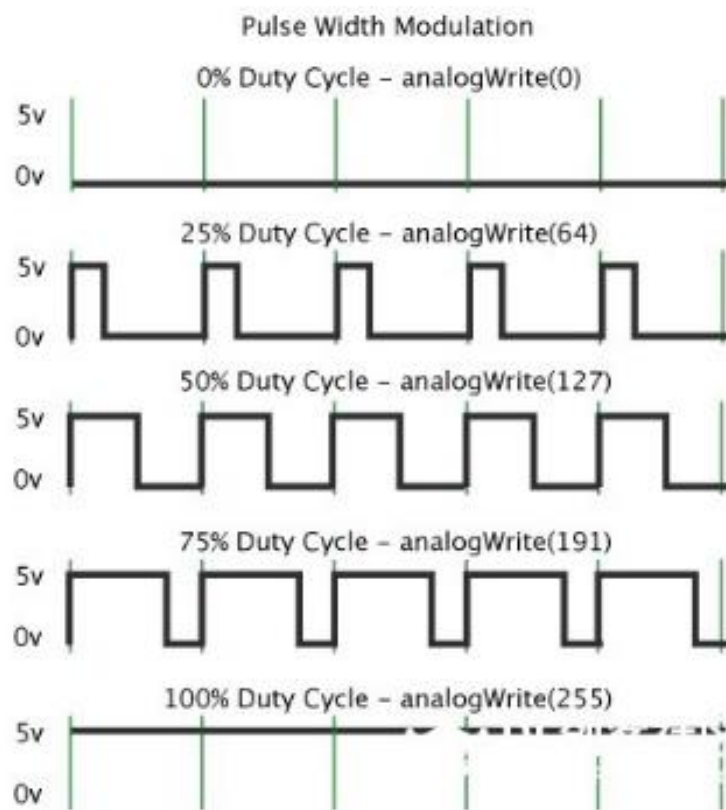 Pulse Width Modulation
0% Duty Cycle – analogWrite(0)
5v
0v
25% Duty Cycle – analogWrite(64)
5v
0v
50% Duty Cycle – analogWrite(127)
5v
0v
75% Duty Cycle – analogWrite(191)
5v
0v
100% Duty Cycle – analogWrite(255)
5v
0v